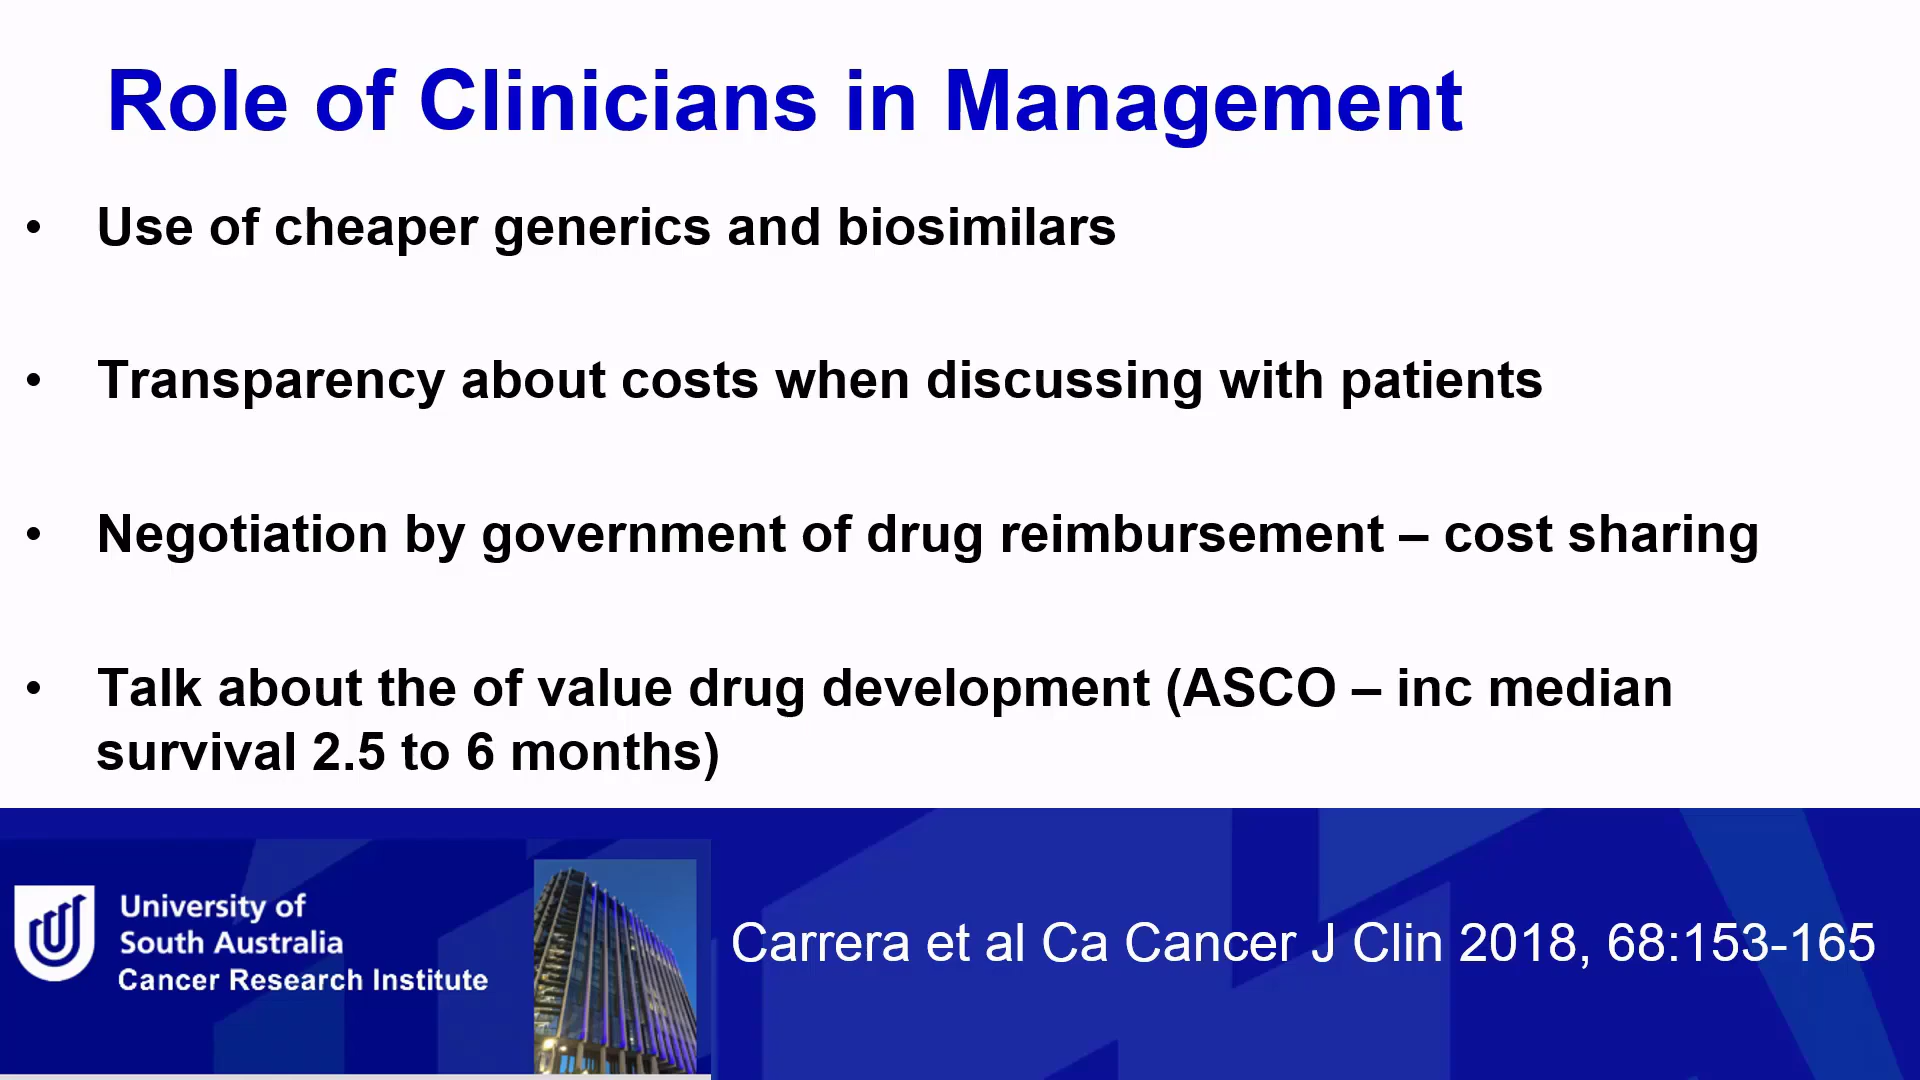 Role of Clinicians in Management
• Use of cheaper generics and biosimilars
• Transparency about costs when discussing with patients
• Negotiation by government of drug reimbursement – cost sharing
• Talk about the of value drug development (ASCO – inc median
survival 2.5 to 6 months)
University of
South Australia
Cancer Research Institute
Carrera et al Ca Cancer J Clin 2018, 68:153-165